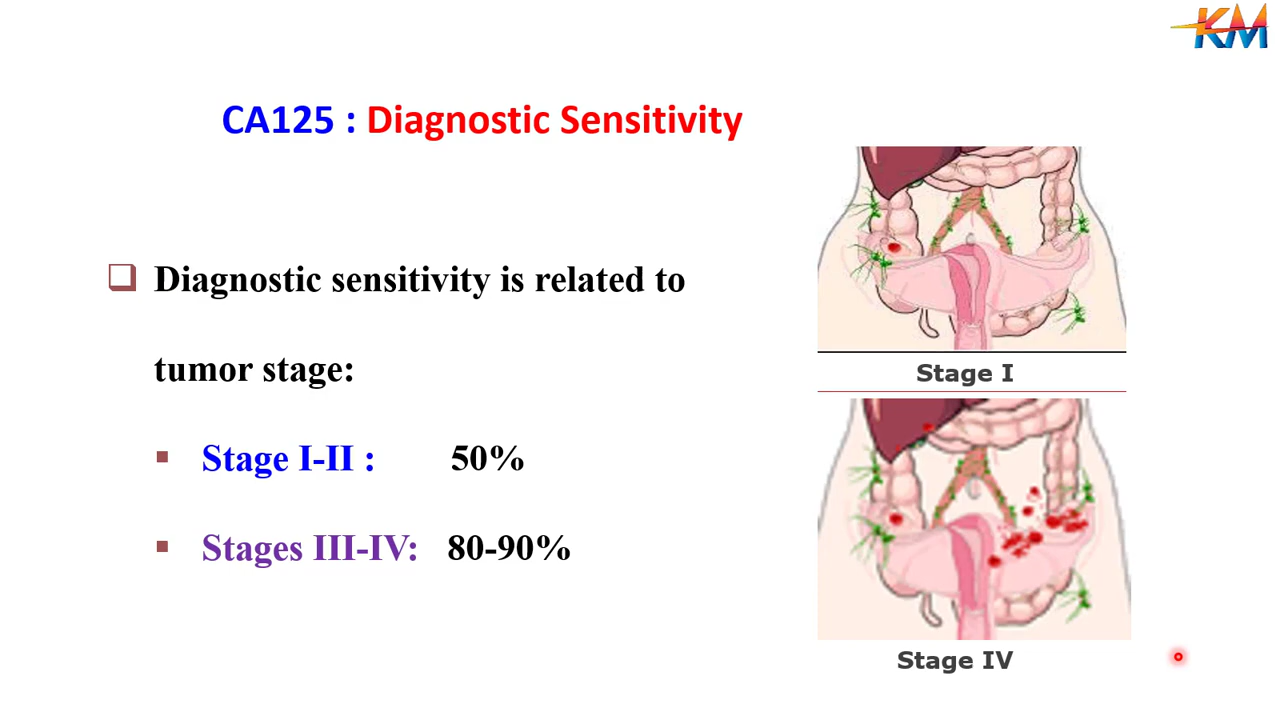 KM
CA125 : Diagnostic Sensitivity
❑ Diagnostic sensitivity is related to
tumor stage:
▪ Stage I-II : 50%
▪ Stages III-IV: 80-90%
Stage I
Stage IV